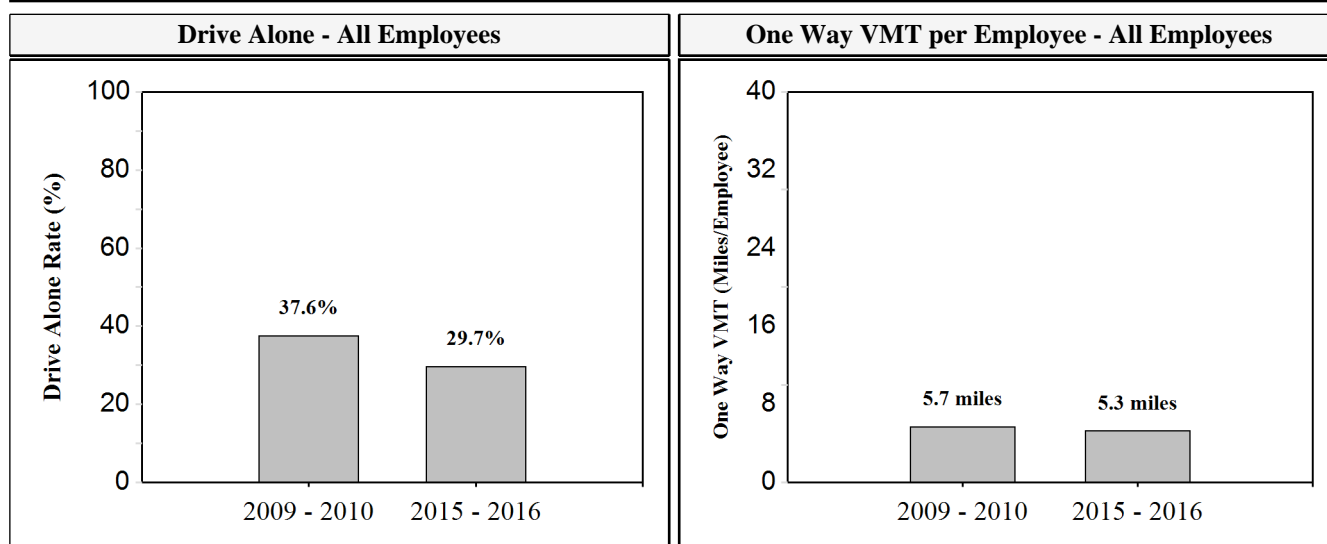 Drive Alone - All Employees
One Way VMT per Employee - All Employees
Drive Alone Rate (%)
100
80
60
40
20
0
37.6%
29.7%
2009 - 2010
2015 - 2016
One Way VMT (Miles/Employee)
40
32
24
16
8
0
5.7 miles
5.3 miles
2009 - 2010
2015 - 2016